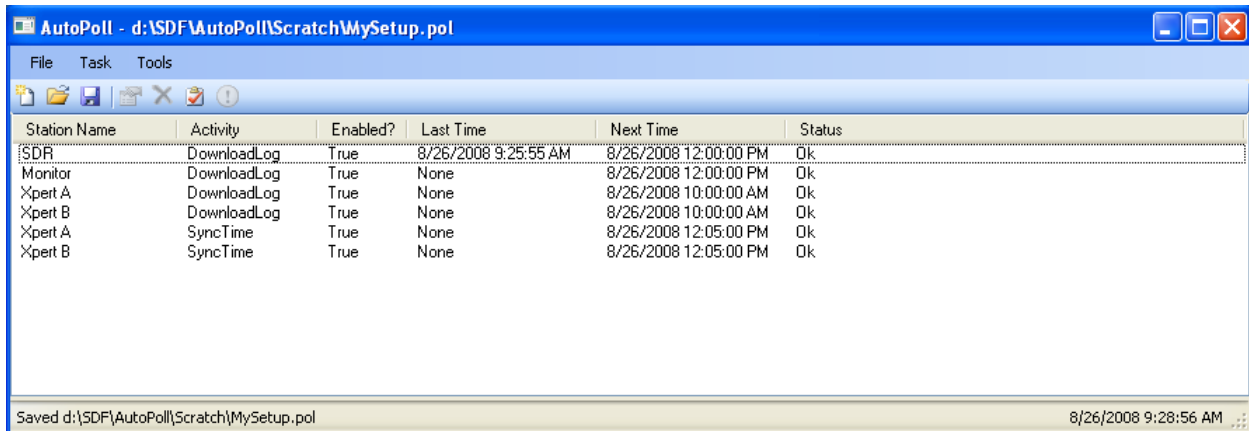 AutoPoll - d:\SDF\AutoPoll\Scratch\MySetup.pol
File Task Tools
Station Name Activity Enabled? Last Time Next Time Status
SDR DownloadLog True 8/26/2008 9:25:55 AM 8/26/2008 12:00:00 PM Ok
Monitor DownloadLog True None 8/26/2008 12:00:00 PM Ok
Xpert A DownloadLog True None 8/26/2008 10:00:00 AM Ok
Xpert B DownloadLog True None 8/26/2008 10:00:00 AM Ok
Xpert A SyncTime True None 8/26/2008 12:05:00 PM Ok
Xpert B SyncTime True None 8/26/2008 12:05:00 PM Ok
Saved d:\SDF\AutoPoll\Scratch\MySetup.pol 8/26/2008 9:28:56 AM